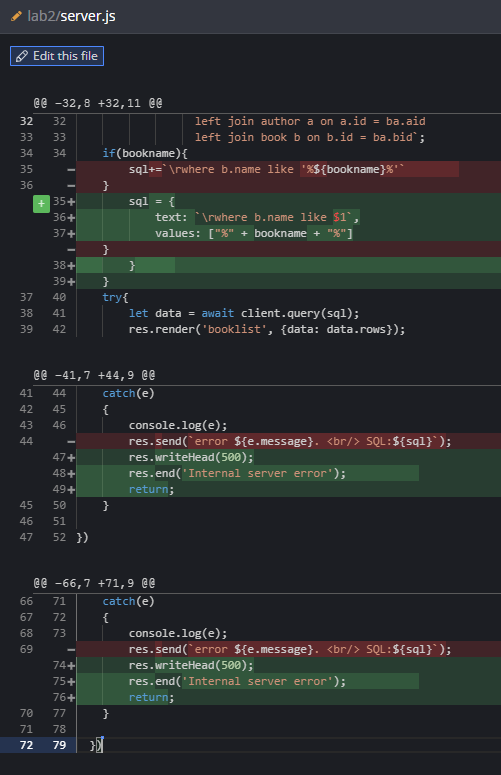 lab2/server.js
Edit this file
@@ -32,8 +32,11 @@
32 32 left join author a on a.id = ba.aid
33 33 left join book b on b.id = ba.bid`;
34 34 if(bookname){
35 - sql+=`\rwhere b.name like '%${bookname}%'`
36 - }
+ 35+ sql = {
36+ text: `\rwhere b.name like $1`,
37+ values: ["%" + bookname + "%"]
- }
38+ }
39+ }
37 40 try{
38 41 let data = await client.query(sql);
39 42 res.render('booklist', {data: data.rows});
@@ -41,7 +44,9 @@
41 44 catch(e)
42 45 {
43 46 console.log(e);
44 - res.send(`error ${e.message}. <br/> SQL:${sql}`);
47+ res.writeHead(500);
48+ res.end('Internal server error');
49+ return;
45 50 }
46 51
47 52 })
@@ -66,7 +71,9 @@
66 71 catch(e)
67 72 {
68 73 console.log(e);
69 - res.send(`error ${e.message}. <br/> SQL:${sql}`);
74+ res.writeHead(500);
75+ res.end('Internal server error');
76+ return;
70 77 }
71 78
72 79 })